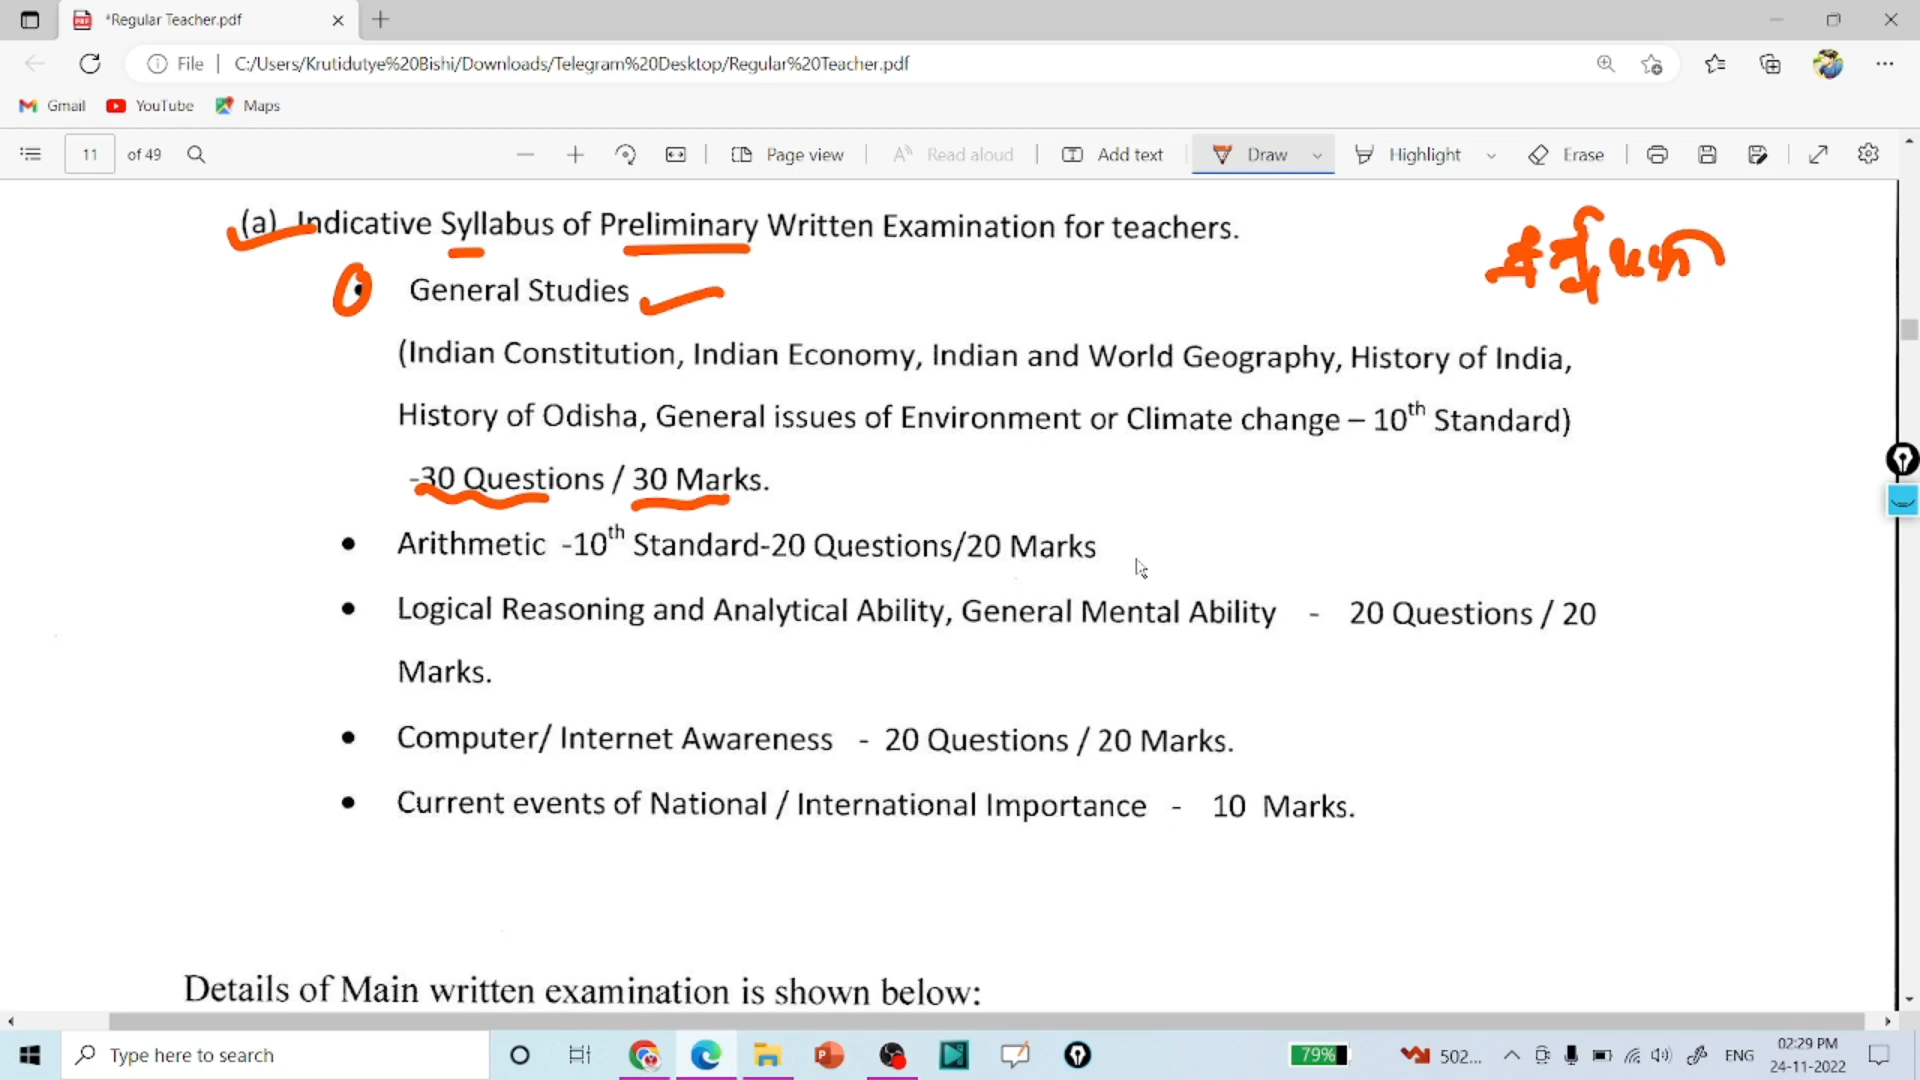 *Regular Teacher.pdf
File
C:/Users/Krutidutye%20Bishi/Downloads/Telegram%20Desktop/Regular%20Teacher.pdf
Gmail YouTube Maps
11 of 49 Page view Read aloud Add text Draw Highlight Erase
(a) Indicative Syllabus of Preliminary Written Examination for teachers.
General Studies
(Indian Constitution, Indian Economy, Indian and World Geography, History of India,
History of Odisha, General issues of Environment or Climate change – 10th Standard)
-30 Questions / 30 Marks.
• Arithmetic -10th Standard-20 Questions/20 Marks
• Logical Reasoning and Analytical Ability, General Mental Ability - 20 Questions / 20
Marks.
• Computer/ Internet Awareness - 20 Questions / 20 Marks.
• Current events of National / International Importance - 10 Marks.
Details of Main written examination is shown below:
Type here to search
79%
502...
ENG
02:29 PM
24-11-2022